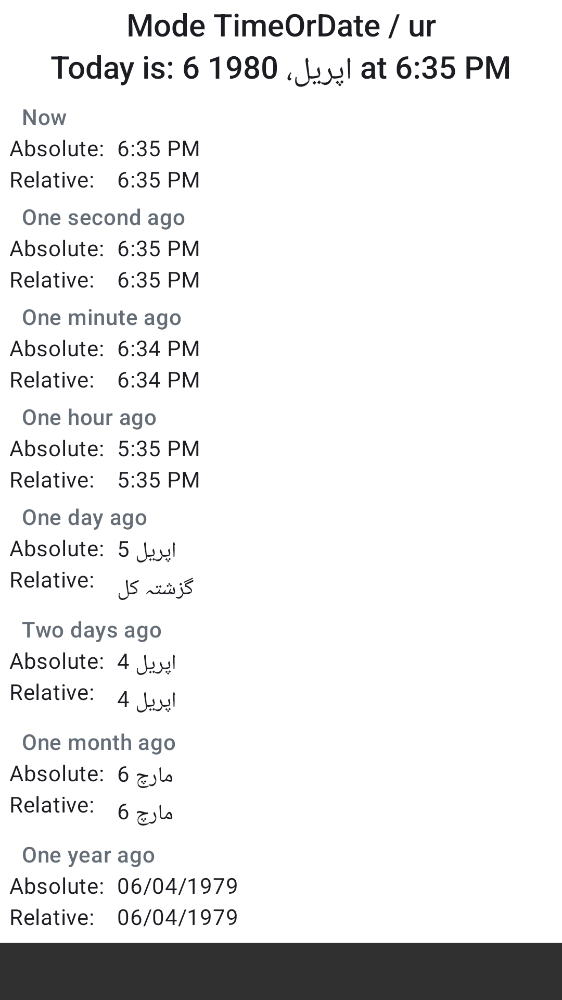 Mode TimeOrDate / ur
Today is: 6 اپریل، 1980 at 6:35 PM
Now
Absolute: 6:35 PM
Relative: 6:35 PM
One second ago
Absolute: 6:35 PM
Relative: 6:35 PM
One minute ago
Absolute: 6:34 PM
Relative: 6:34 PM
One hour ago
Absolute: 5:35 PM
Relative: 5:35 PM
One day ago
Absolute: 5 اپریل
Relative: گزشتہ کل
Two days ago
Absolute: 4 اپریل
Relative: 4 اپریل
One month ago
Absolute: 6 مارچ
Relative: 6 مارچ
One year ago
Absolute: 06/04/1979
Relative: 06/04/1979